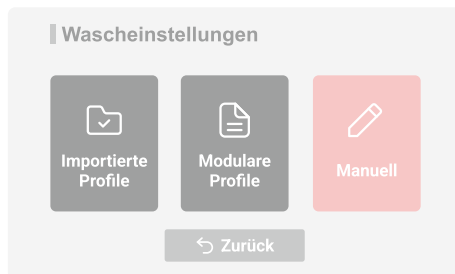 Wascheinstellungen
Importierte
Profile
Modulare
Profile
Manuell
Zurück